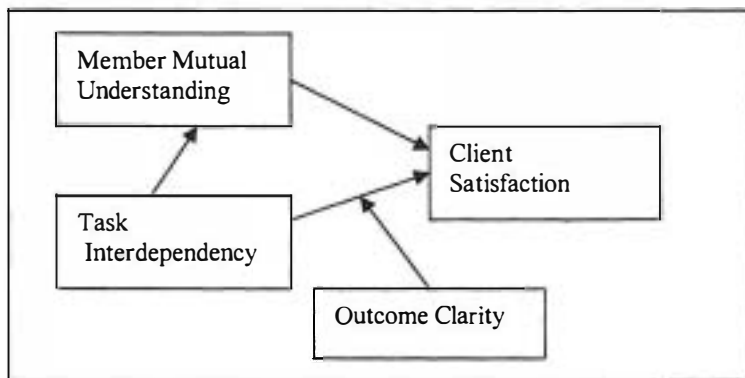 Member Mutual
Understanding
Client
Satisfaction
Task
Interdependency
Outcome Clarity